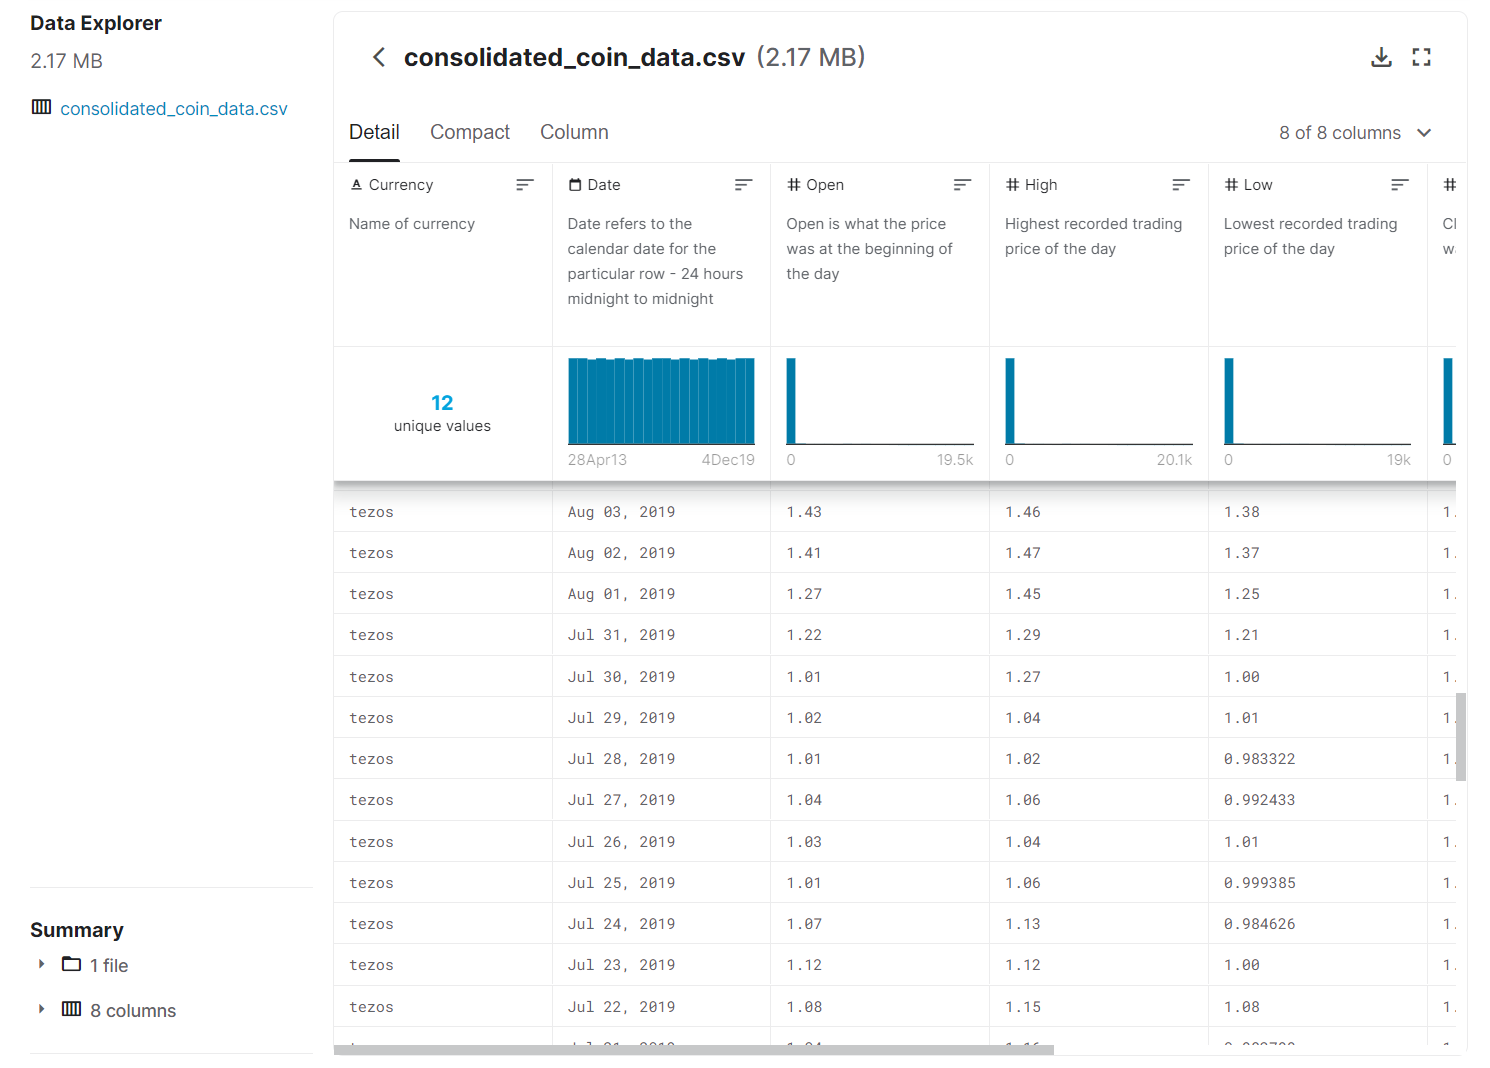 Data Explorer
2.17 MB
consolidated_coin_data.csv
consolidated_coin_data.csv (2.17 MB)
Detail Compact Column 8 of 8 columns
Currency Date Open High Low
Name of currency
Date refers to the
calendar date for the
particular row - 24 hours
midnight to midnight
Open is what the price
was at the beginning of
the day
Highest recorded trading
price of the day
Lowest recorded trading
price of the day
12
unique values
28Apr13 4Dec19 0 19.5k 0 20.1k 0 19k 0
tezos Aug 03, 2019 1.43 1.46 1.38 1.
tezos Aug 02, 2019 1.41 1.47 1.37 1.
tezos Aug 01, 2019 1.27 1.45 1.25 1.
tezos Jul 31, 2019 1.22 1.29 1.21 1.
tezos Jul 30, 2019 1.01 1.27 1.00 1.
tezos Jul 29, 2019 1.02 1.04 1.01 1.
tezos Jul 28, 2019 1.01 1.02 0.983322 1.
tezos Jul 27, 2019 1.04 1.06 0.992433 1.
tezos Jul 26, 2019 1.03 1.04 1.01 1.
tezos Jul 25, 2019 1.01 1.06 0.999385 1.
tezos Jul 24, 2019 1.07 1.13 0.984626 1.
tezos Jul 23, 2019 1.12 1.12 1.00 1.
tezos Jul 22, 2019 1.08 1.15 1.08 1.
Summary
1 file
8 columns